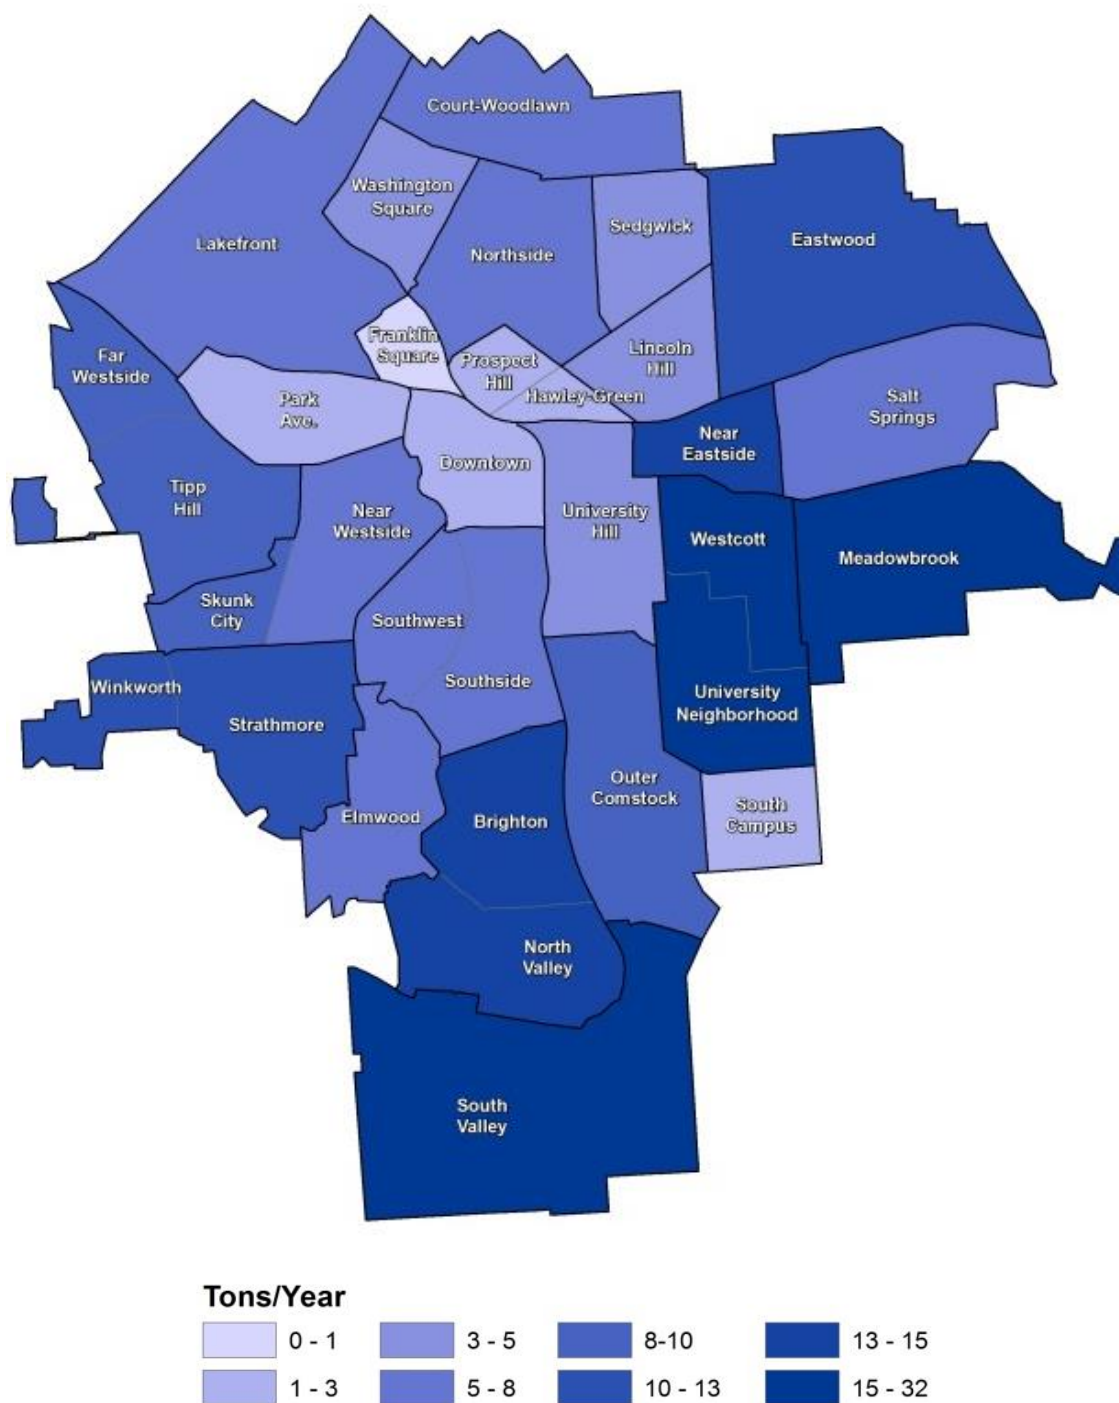 Court-Woodlawn
Washington
Square
Sedgwick
Eastwood
Lakefront
Northside
Franklin
Square
Far
Westside
Prospect
Hill
Lincoln
Hill
Hawley-Green
Park
Ave.
Salt
Springs
Near
Eastside
Downtown
Tipp
Hill
Near
Westside
University
Hill
Westcott
Meadowbrook
Skunk
City
Southwest
Southside
Winkworth
Strathmore
University
Neighborhood
Outer
Comstock
South
Campus
Elmwood
Brighton
North
Valley
South
Valley
Tons/Year
0 - 1
3 - 5
8-10
13 - 15
1 - 3
5 - 8
10 - 13
15 - 32